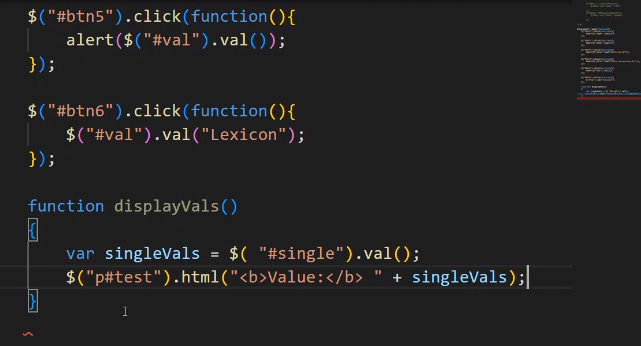 $("#btn5").click(function(){
alert($("#val").val());
});
$("#btn6").click(function(){
$("#val").val("Lexicon");
});
function displayVals()
{
var singleVals = $( "#single").val();
$("p#test").html("<b>Value:</b> " + singleVals);
}